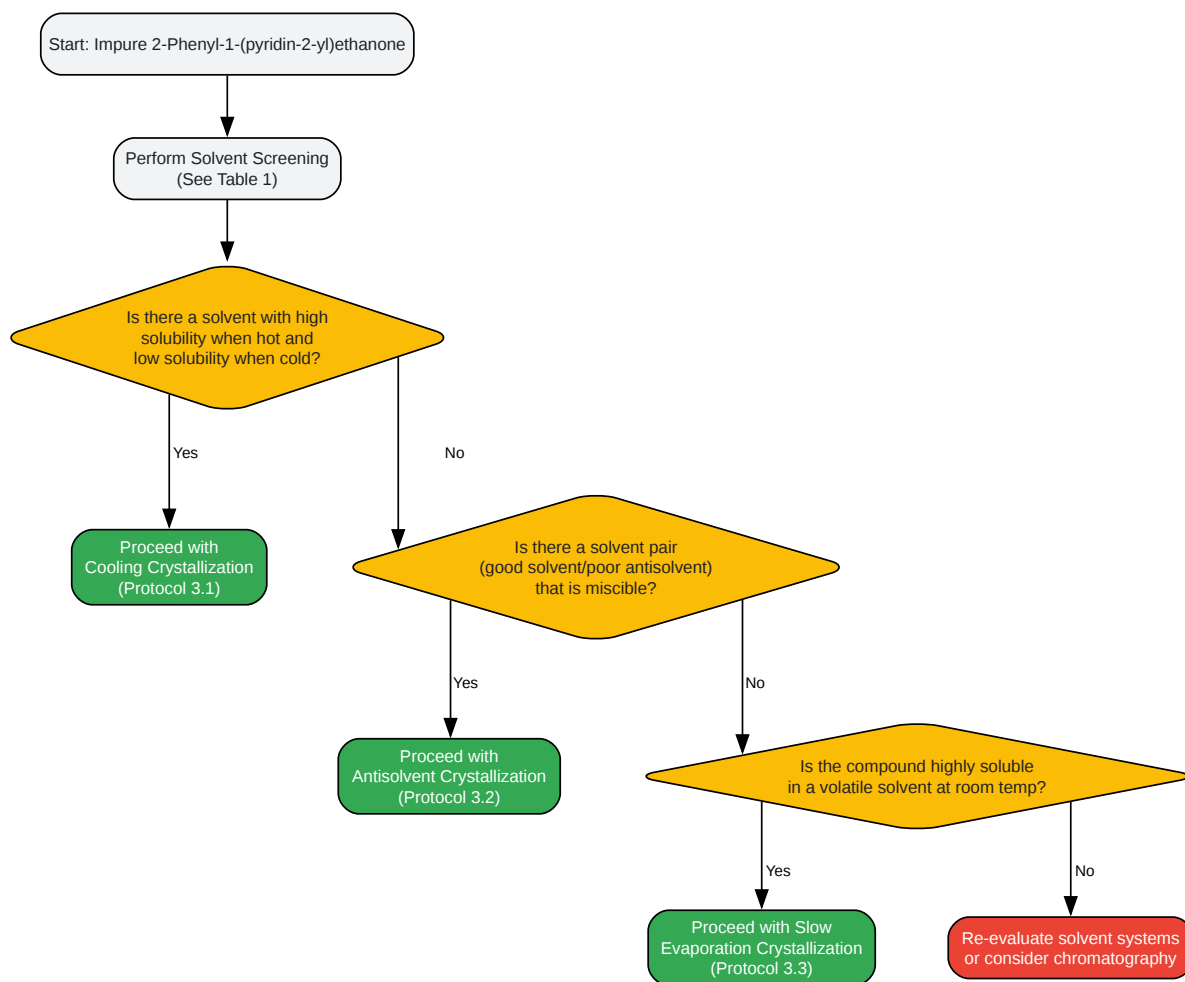 Start: Impure 2-Phenyl-1-(pyridin-2-yl)ethanone
Perform Solvent Screening
(See Table 1)
Is there a solvent with high
solubility when hot and
low solubility when cold?
Yes
No
Proceed with
Cooling Crystallization
(Protocol 3.1)
Is there a solvent pair
(good solvent/poor antisolvent)
that is miscible?
Yes
No
Proceed with
Antisolvent Crystallization
(Protocol 3.2)
Is the compound highly soluble
in a volatile solvent at room temp?
Yes
No
Proceed with Slow
Evaporation Crystallization
(Protocol 3.3)
Re-evaluate solvent systems
or consider chromatography